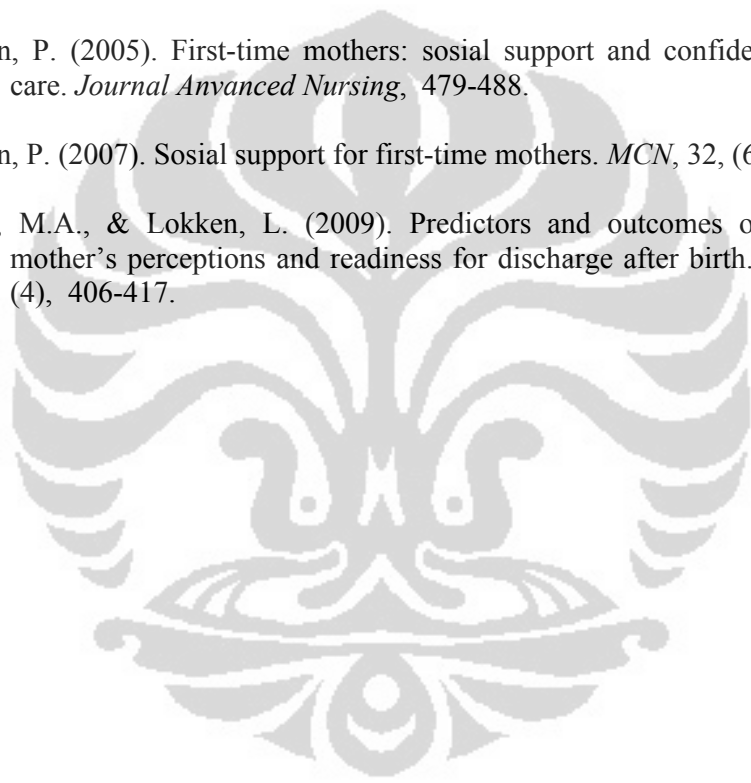 n, P. (2005). First-time mothers: sosial support and confide
care. Journal Anvanced Nursing, 479-488.
n, P. (2007). Sosial support for first-time mothers. MCN, 32, (6
M.A., & Lokken, L. (2009). Predictors and outcomes o
mother’s perceptions and readiness for discharge after birth.
(4), 406-417.